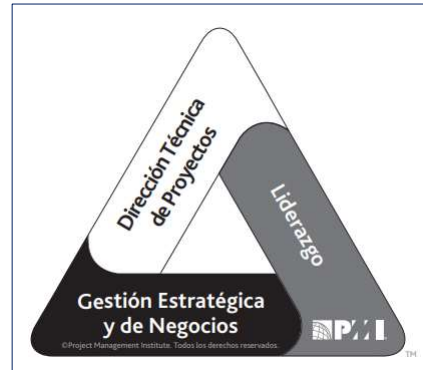 Dirección Técnica
de Proyectos
Liderazgo
Gestión Estratégica
y de Negocios
©Project Management Institute. Todos los derechos reservados.
PMI
TM